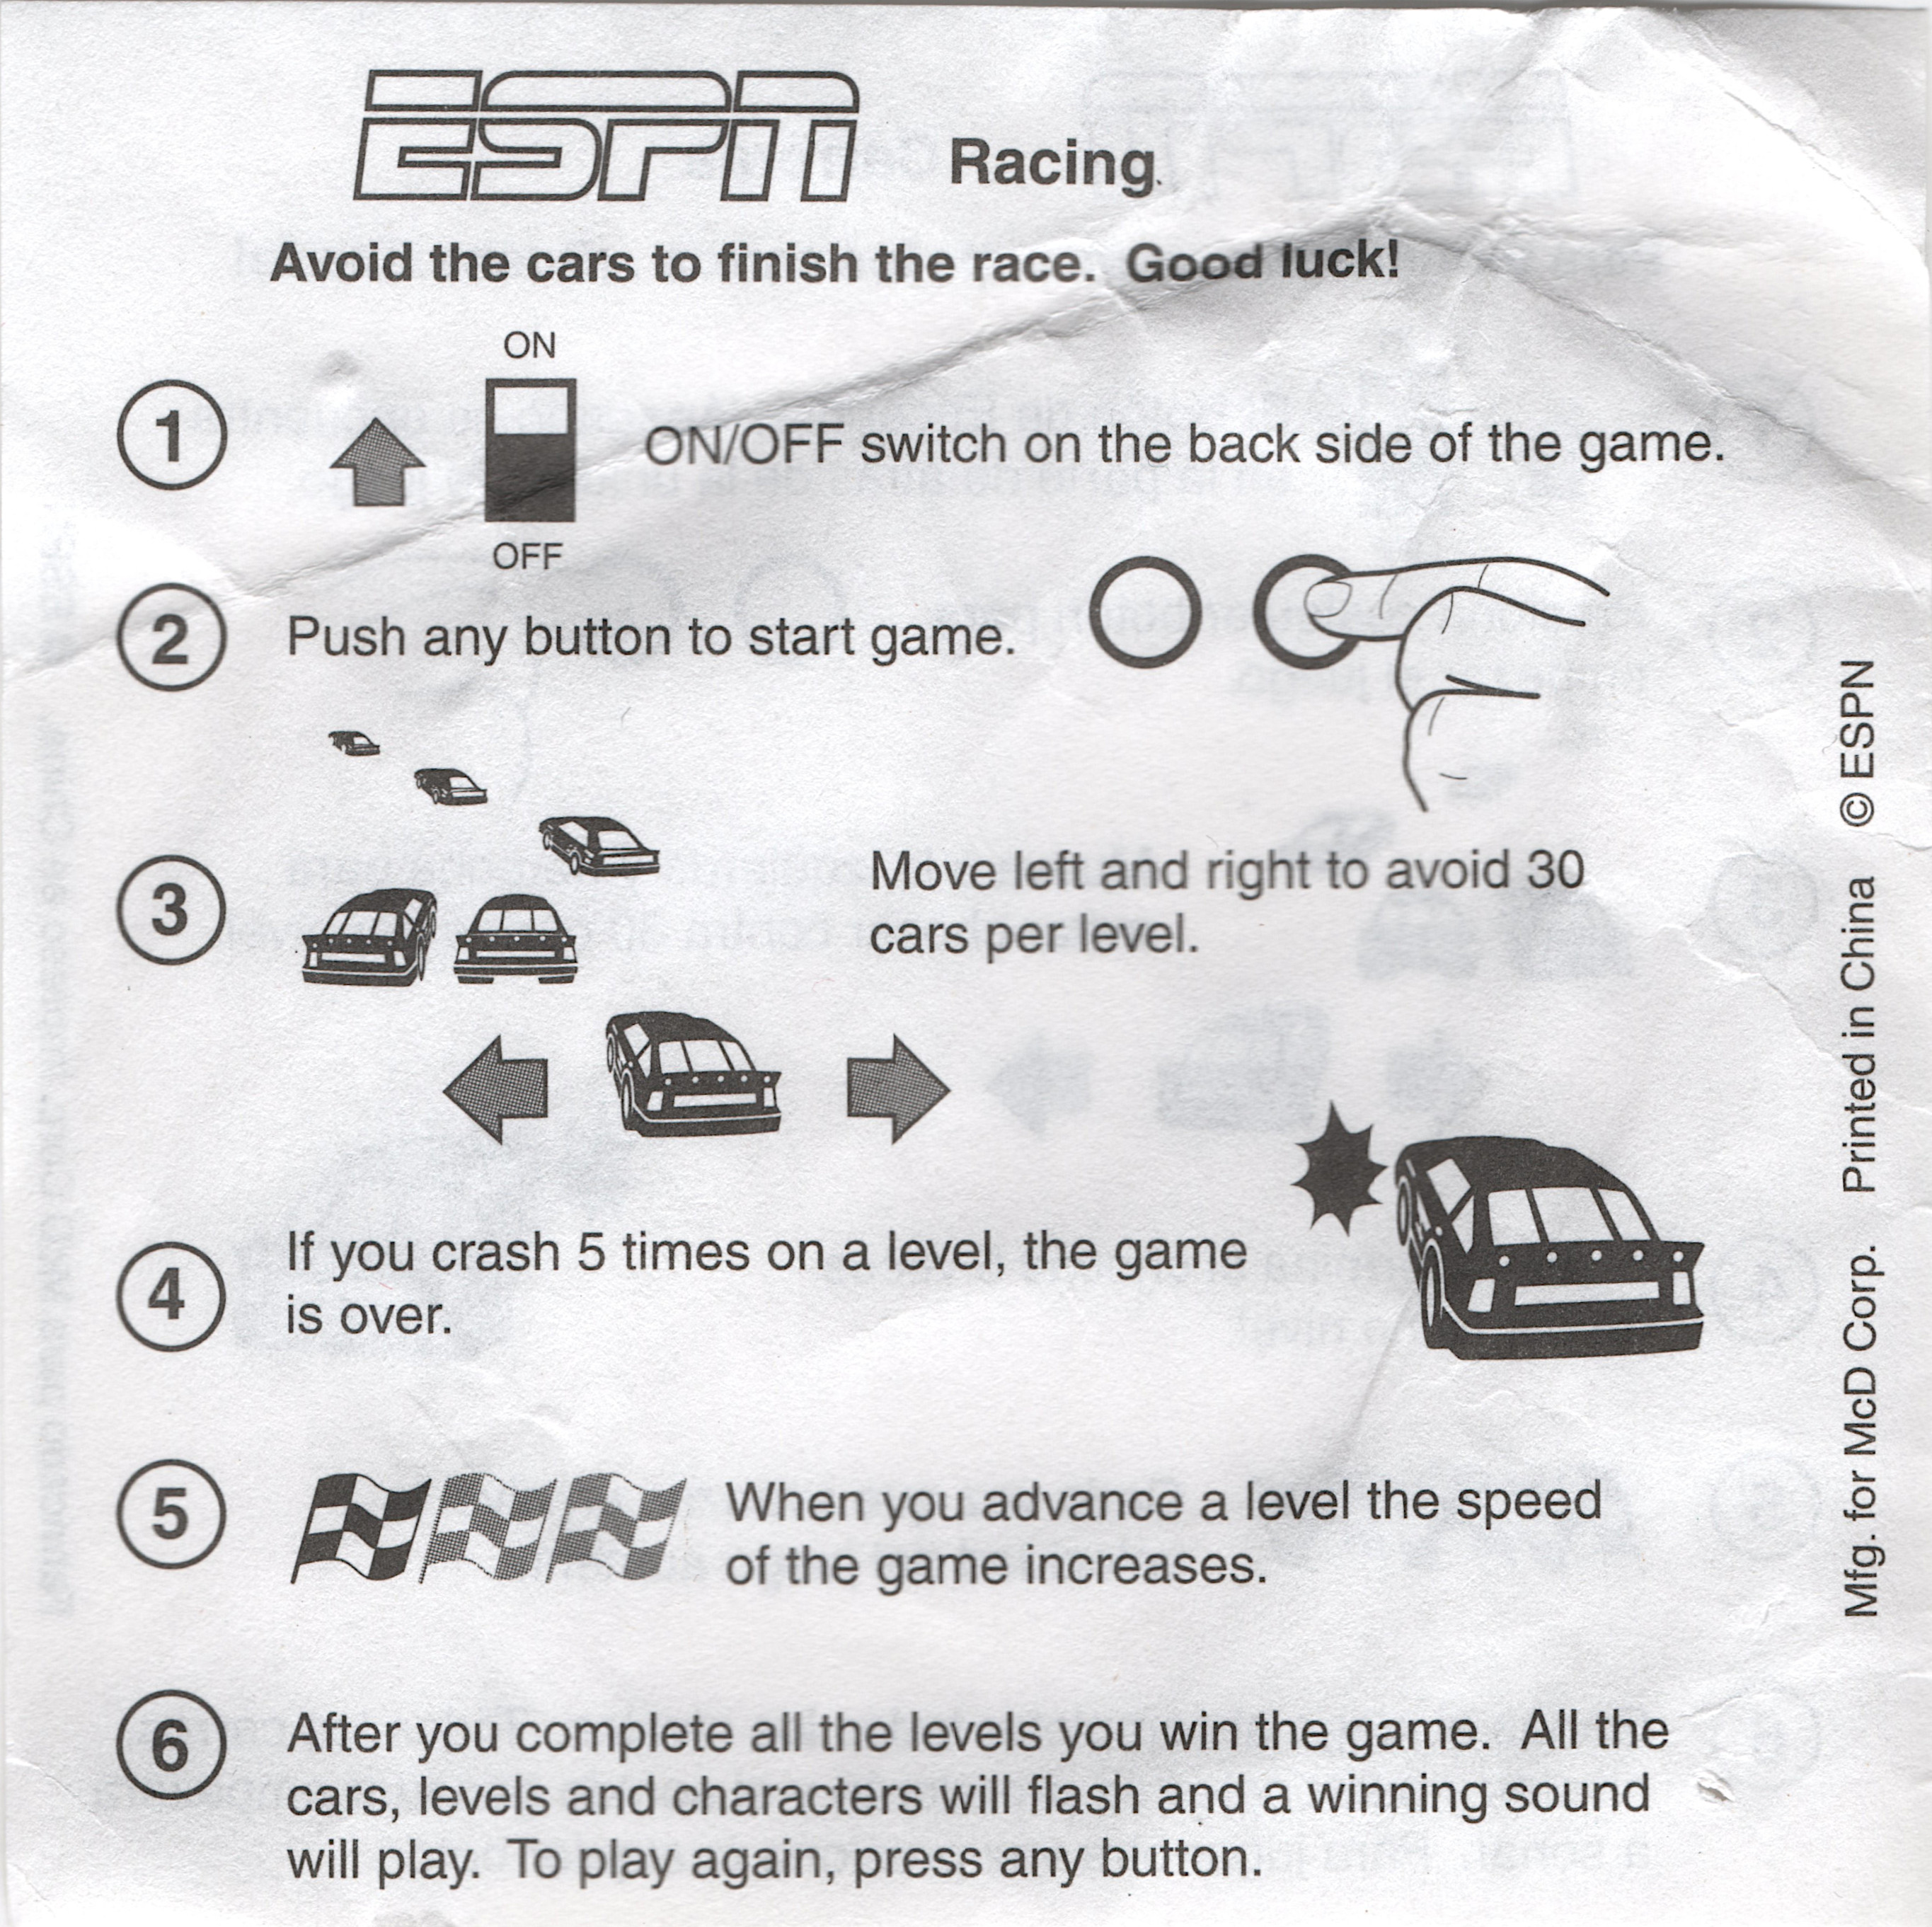 ESPN Racing
Avoid the cars to finish the race. Good luck!
ON
1 ON/OFF switch on the back side of the game.
OFF
2 Push any button to start game.
3 Move left and right to avoid 30
cars per level.
4 If you crash 5 times on a level, the game
is over.
5 When you advance a level the speed
of the game increases.
6 After you complete all the levels you win the game. All the
cars, levels and characters will flash and a winning sound
will play. To play again, press any button.
Mfg. for McD Corp. Printed in China © ESPN